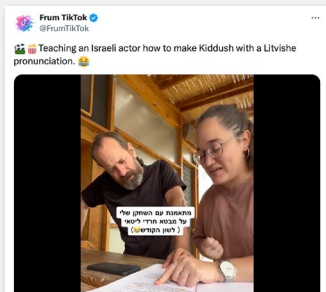 Frum TikTok
@FrumTikTok
Teaching an Israeli actor how to make Kiddush with a Litvishe
pronunciation. 😂
מתאמנת עם השחקן שלי
על מבטא חרדי ליטאי
( לשון הקודש😅)